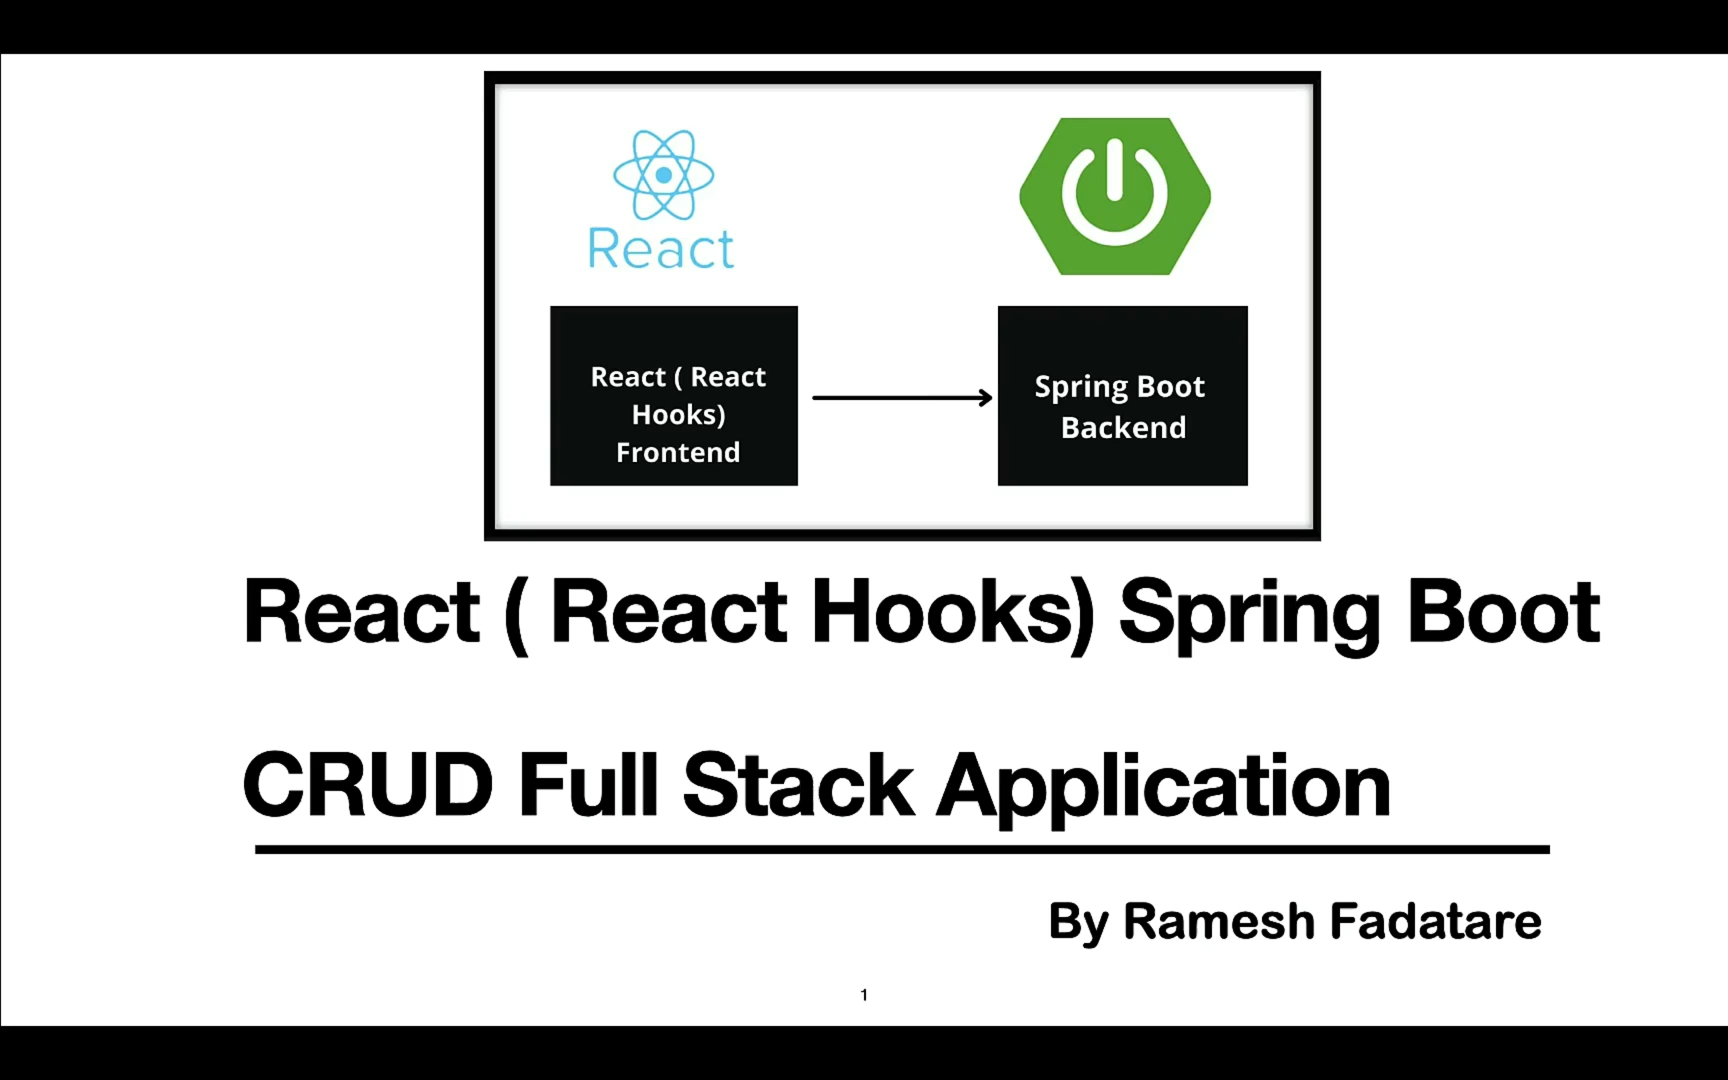 React
React ( React
Hooks)
Frontend
Spring Boot
Backend
React ( React Hooks) Spring Boot
CRUD Full Stack Application
By Ramesh Fadatare
1